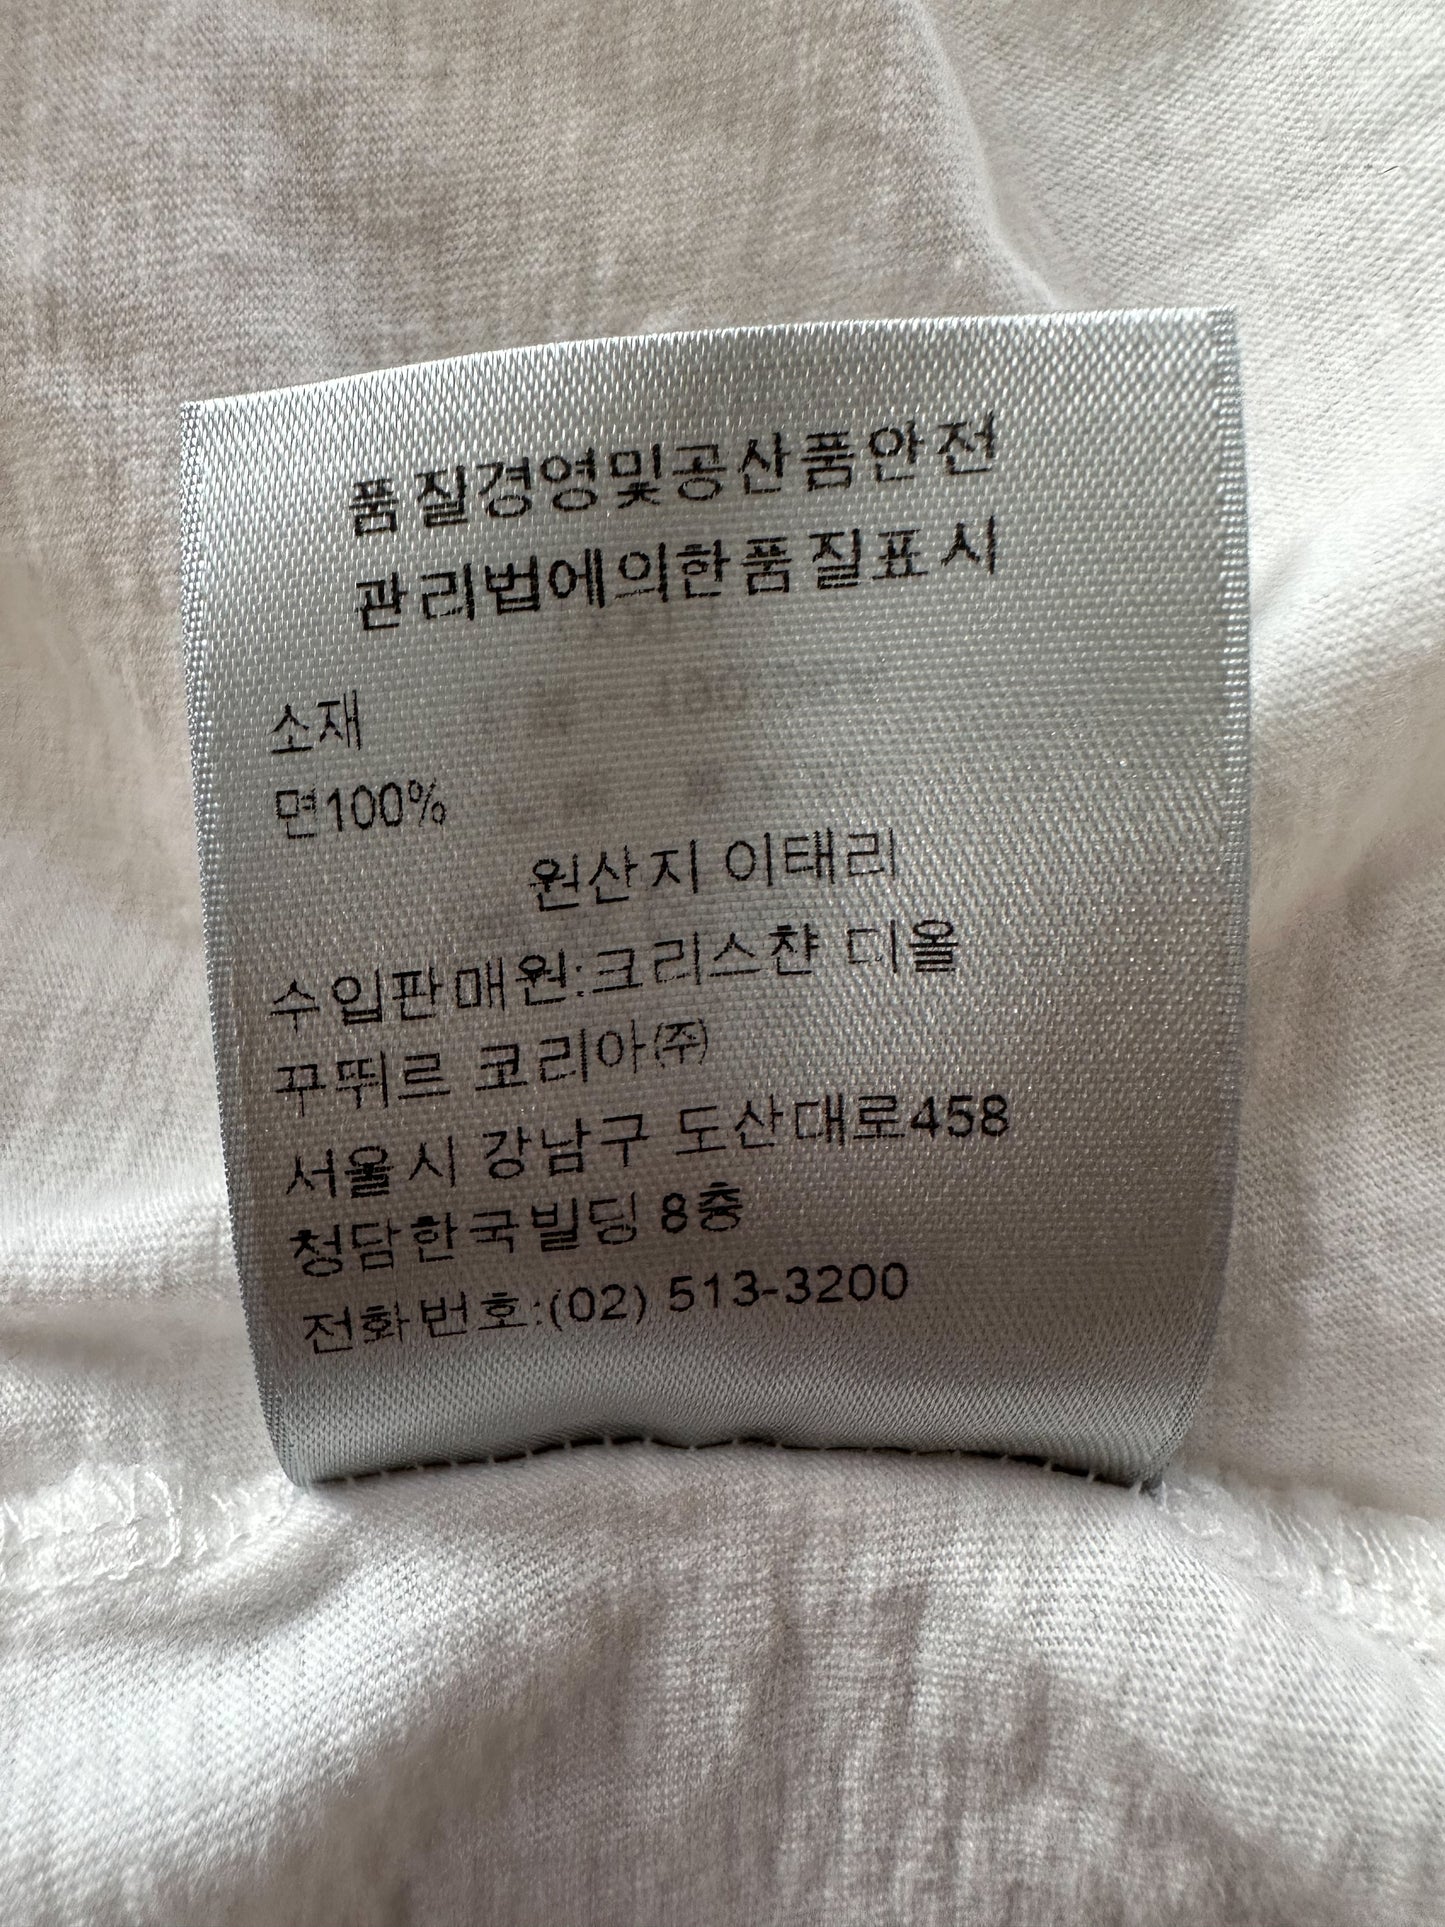 품질경영및공산품안전
관리법에의한품질표시
소재
면100%
원산지 이태리
수입판매원:크리스챤 디올
꾸뛰르 코리아㈜
서울시 강남구 도산대로458
청담한국빌딩 8층
전화번호:(02) 513-3200